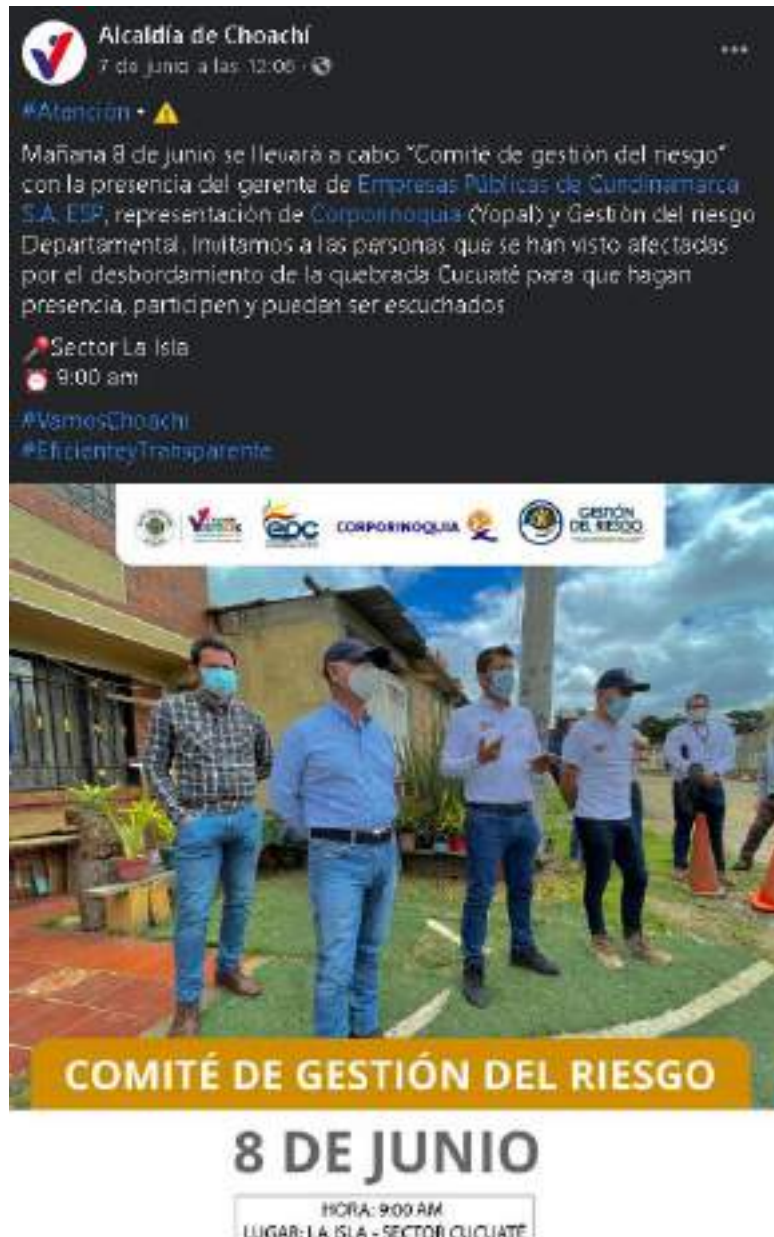 Alcaldía de Choachí
7 de junio a las 12:06 ·
#Atención •
Mañana 8 de junio se llevará a cabo "Comité de gestión del riesgo"
con la presencia del gerente de Empresas Públicas de Cundinamarca
S.A. ESP, representación de Corporinoquia (Yopal) y Gestión del riesgo
Departamental. Invitamos a las personas que se han visto afectadas
por el desbordamiento de la quebrada Cucuaté para que hagan
presencia, participen y puedan ser escuchados
Sector La Isla
9:00 am
#VamosChoachí
#EficienteyTransparente
epc CORPORINOQUIA GESTIÓN
DEL RIESGO
COMITÉ DE GESTIÓN DEL RIESGO
8 DE JUNIO
HORA: 9:00 AM
LUGAR: LA ISLA - SECTOR CUCUATÉ